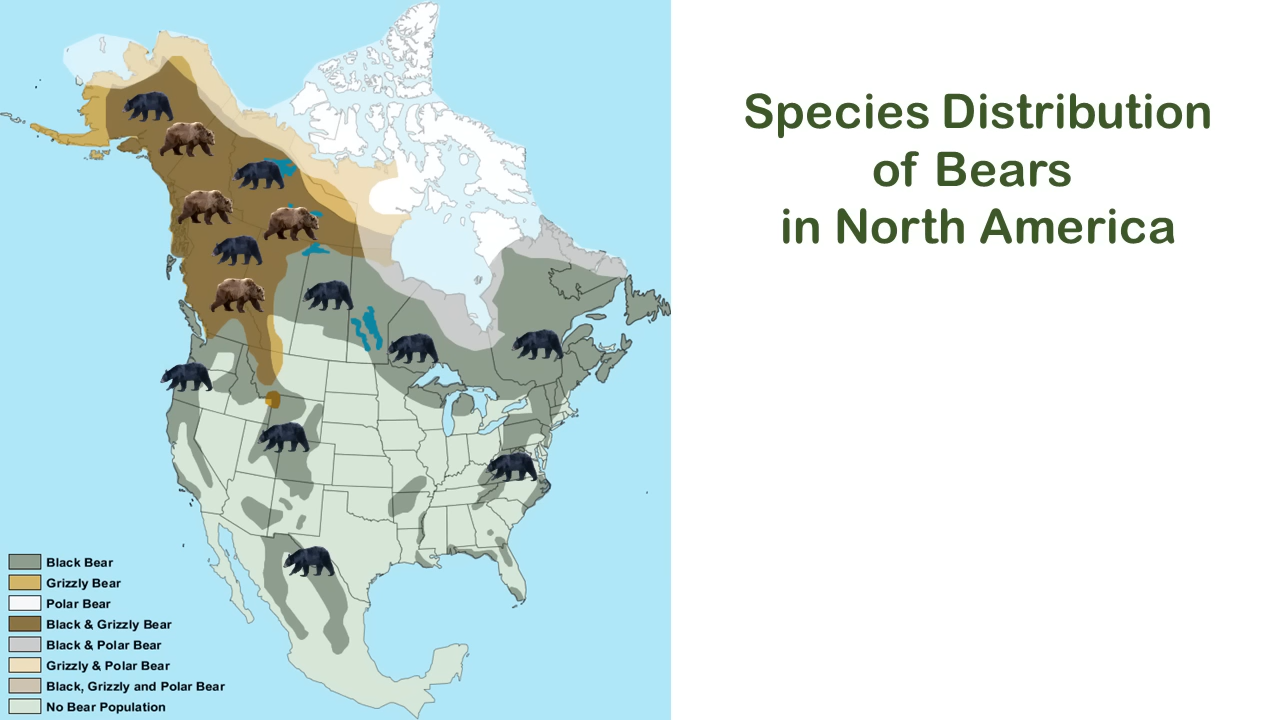 Species Distribution
of Bears
in North America
Black Bear
Grizzly Bear
Polar Bear
Black & Grizzly Bear
Black & Polar Bear
Grizzly & Polar Bear
Black, Grizzly and Polar Bear
No Bear Population